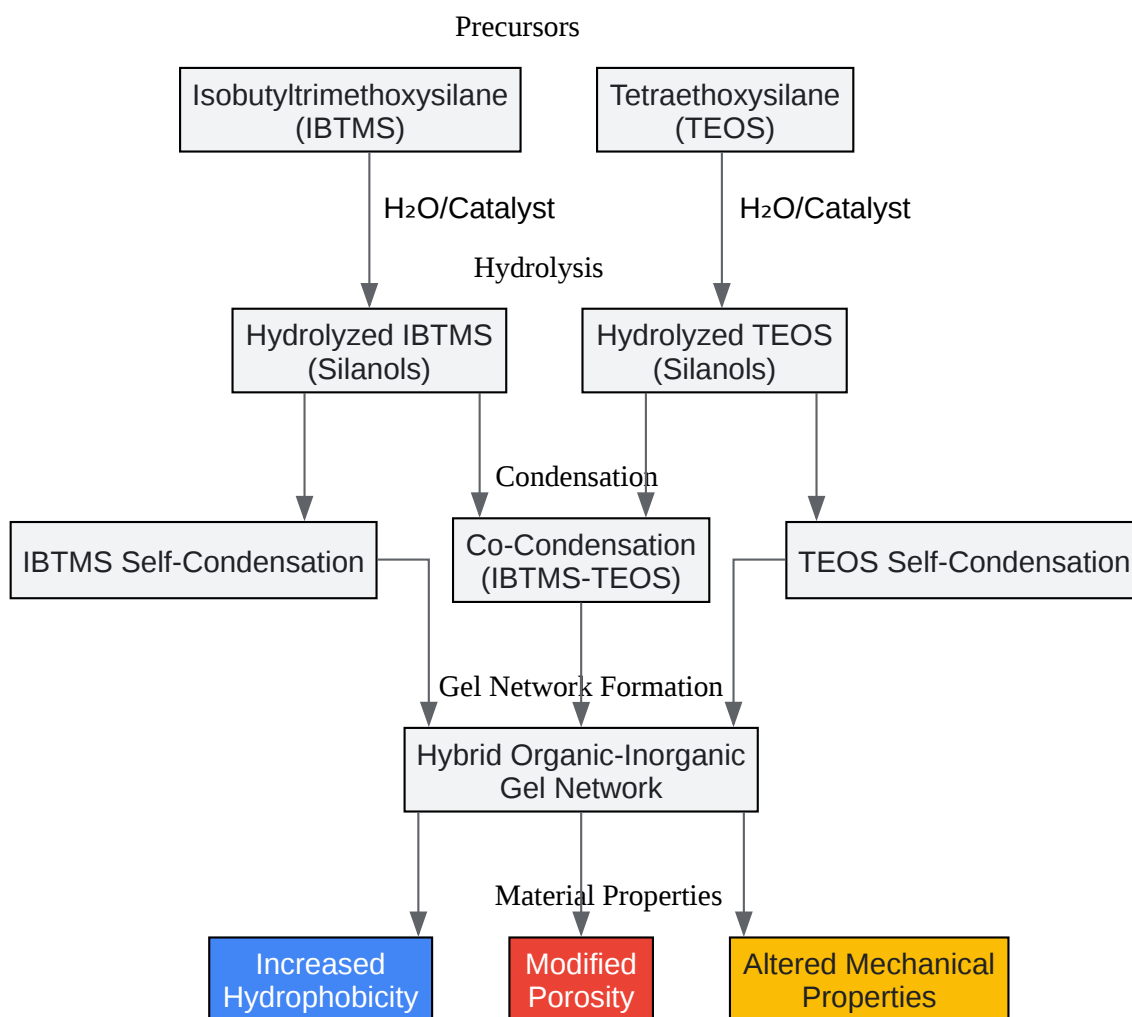 Precursors
Isobutyltrimethoxysilane
(IBTMS)
Tetraethoxysilane
(TEOS)
H₂O/Catalyst
H₂O/Catalyst
Hydrolysis
Hydrolyzed IBTMS
(Silanols)
Hydrolyzed TEOS
(Silanols)
Condensation
IBTMS Self-Condensation
Co-Condensation
(IBTMS-TEOS)
TEOS Self-Condensation
Gel Network Formation
Hybrid Organic-Inorganic
Gel Network
Material Properties
Increased
Hydrophobicity
Modified
Porosity
Altered Mechanical
Properties